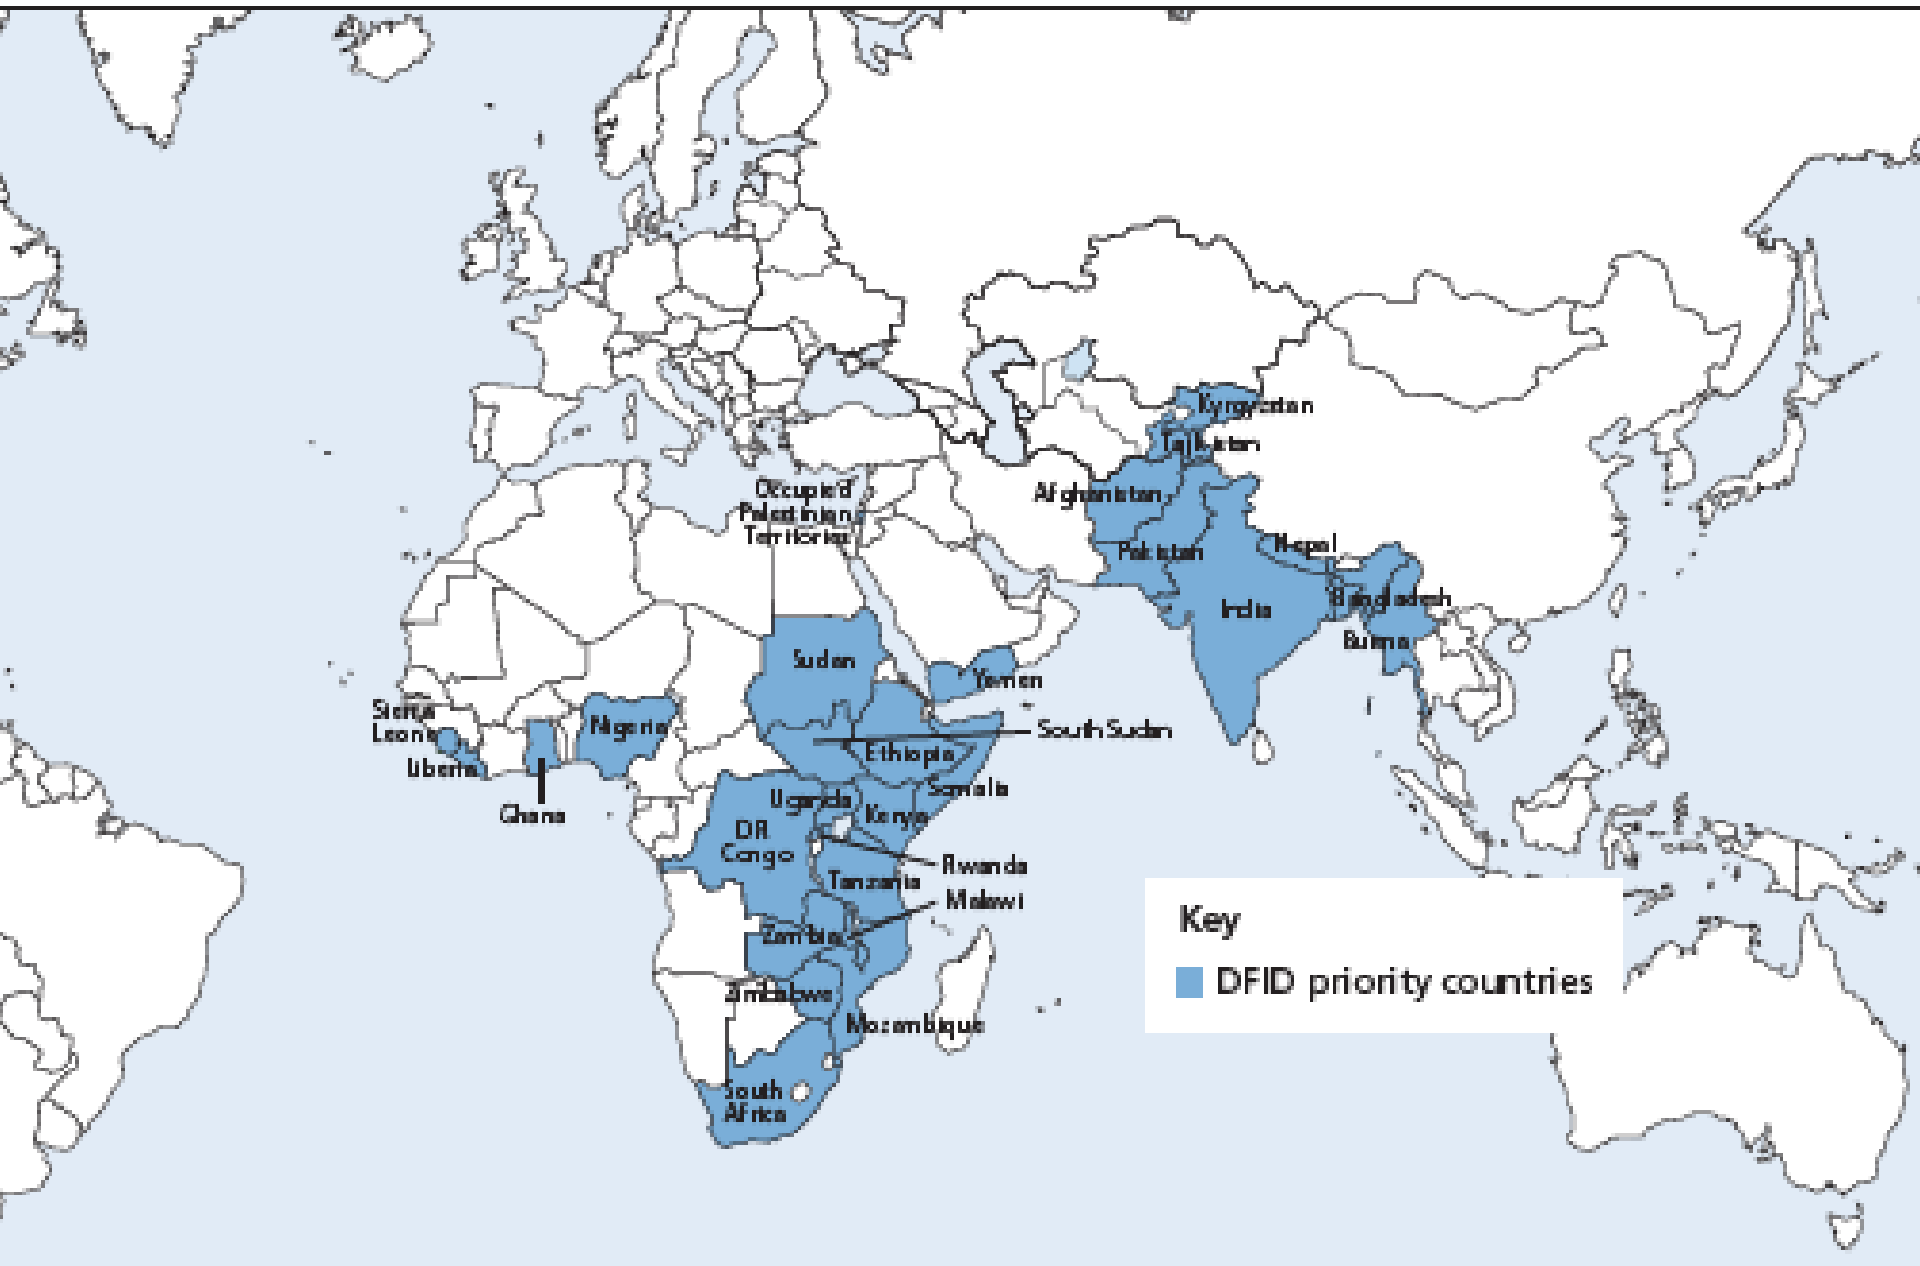 Kyrgyzstan
Tajikistan
Occupied
Palestinian
Territories
Afghanistan
Pakistan
Nepal
India
Bangladesh
Burma
Sudan
Yemen
Sierra
Leone
Nigeria
South Sudan
Liberia
Ethiopia
Somalia
Ghana
Uganda
Kenya
DR
Congo
Rwanda
Tanzania
Malawi
Zambia
Zimbabwe
Mozambique
South
Africa
Key
DFID priority countries